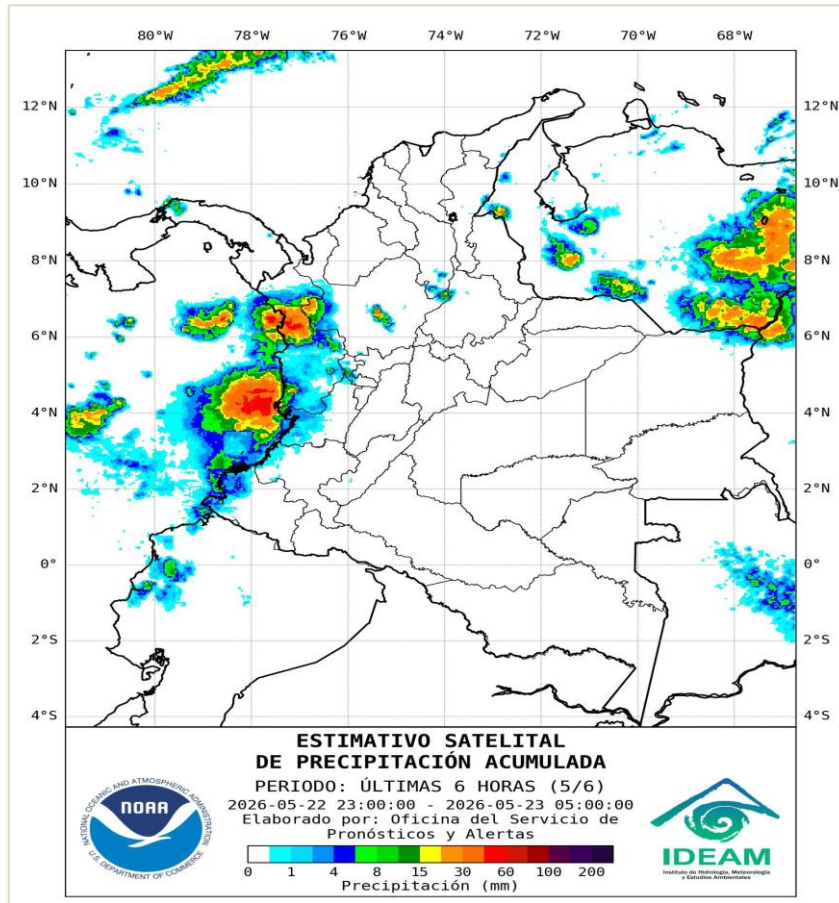 80°W 78°W 76°W 74°W 72°W 70°W 68°W
12°N 12°N
10°N 10°N
8°N 8°N
6°N 6°N
4°N 4°N
2°N 2°N
0° 0°
2°S 2°S
4°S 4°S
ESTIMATIVO SATELITAL
DE PRECIPITACIÓN ACUMULADA
PERIODO: ÚLTIMAS 6 HORAS (5/6)
2026-05-22 23:00:00 - 2026-05-23 05:00:00
Elaborado por: Oficina del Servicio de
Pronósticos y Alertas
0 1 4 8 15 30 60 100 200
Precipitación (mm)
NATIONAL OCEANIC AND ATMOSPHERIC ADMINISTRATION
NOAA
U.S. DEPARTMENT OF COMMERCE
IDEAM
Instituto de Hidrología, Meteorología
y Estudios Ambientales